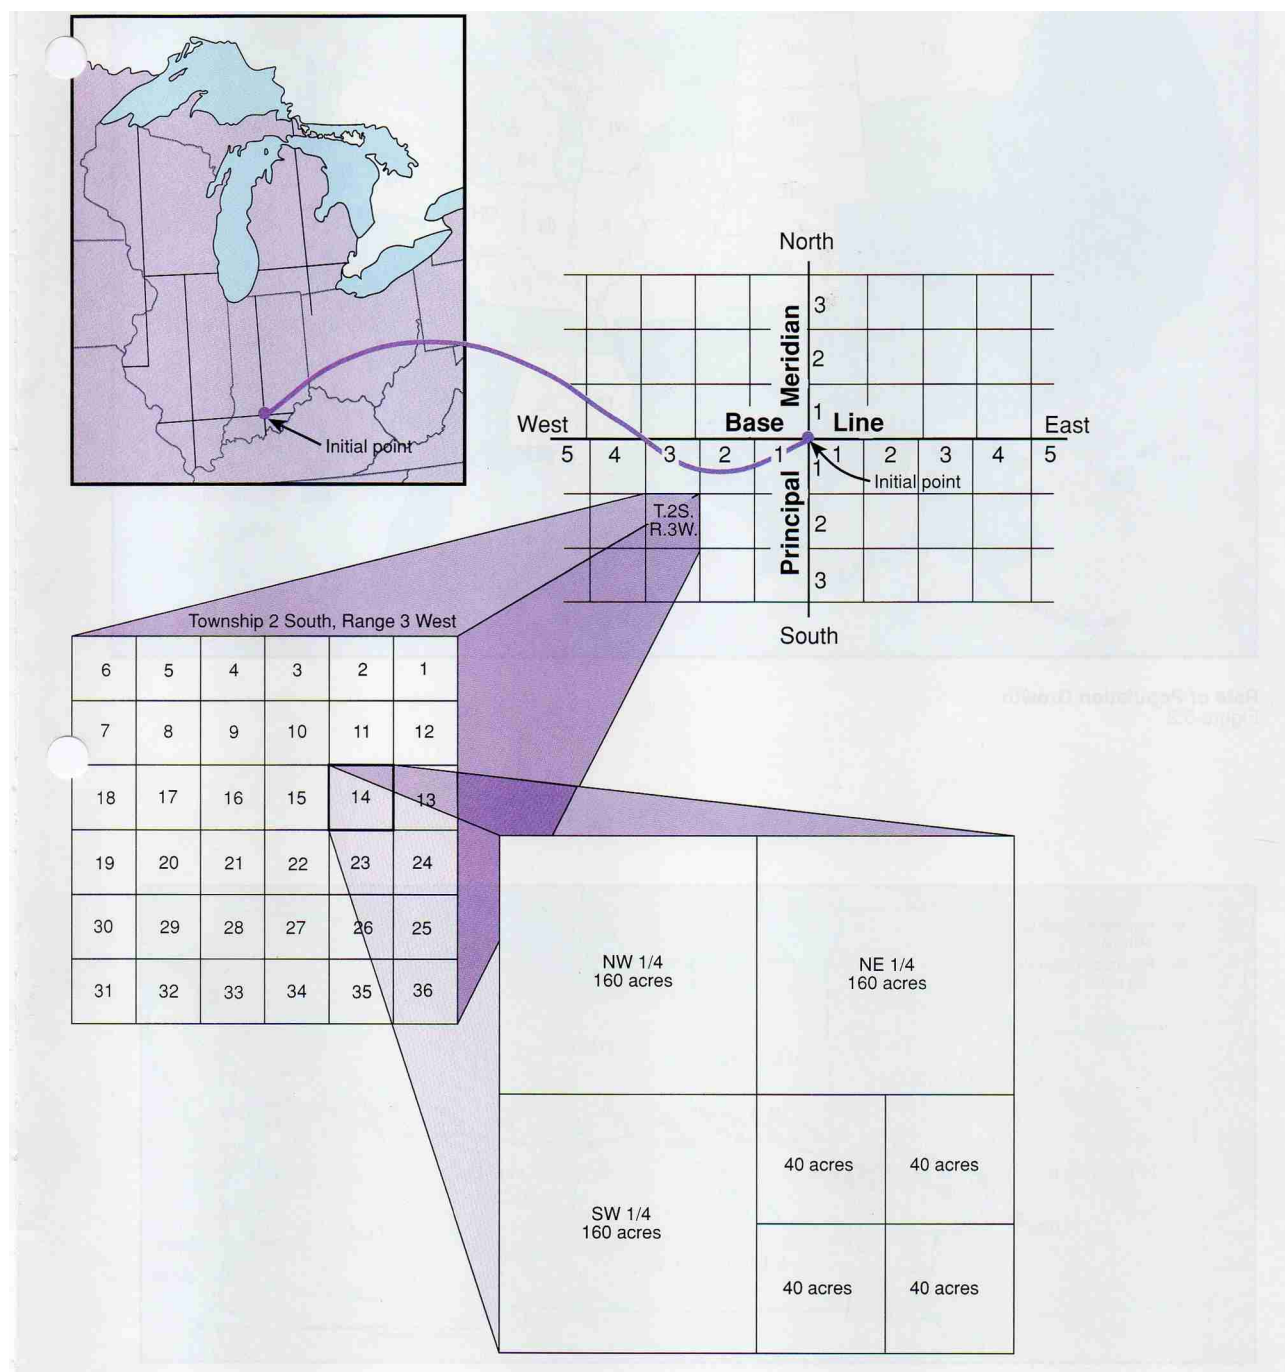 Initial point
North
Principal Meridian
3
2
1
West
Base Line
East
5 4 3 2 1 1 2 3 4 5
1
Initial point
T.2S.
R.3W.
2
3
South
Township 2 South, Range 3 West
6 5 4 3 2 1
7 8 9 10 11 12
18 17 16 15 14 13
19 20 21 22 23 24
30 29 28 27 26 25
31 32 33 34 35 36
NW 1/4
160 acres
NE 1/4
160 acres
SW 1/4
160 acres
40 acres
40 acres
40 acres
40 acres
Rate of Population Growth